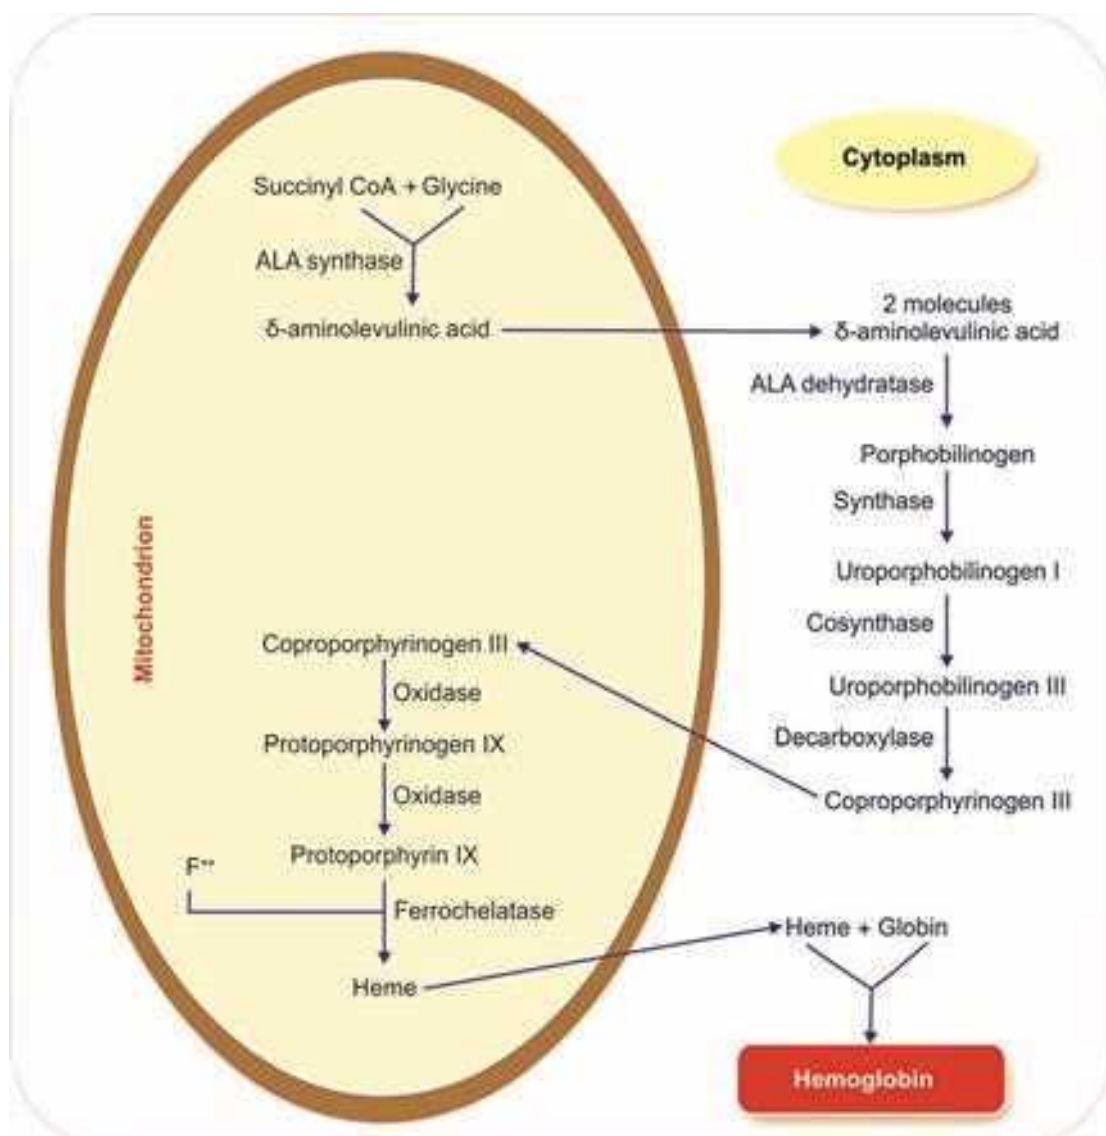 Cytoplasm
Succinyl CoA + Glycine
ALA synthase
δ-aminolevulinic acid
2 molecules
δ-aminolevulinic acid
ALA dehydratase
Porphobilinogen
Synthase
Uroporphobilinogen I
Cosynthase
Uroporphobilinogen III
Decarboxylase
Coproporphyrinogen III
Mitochondrion
Coproporphyrinogen III
Oxidase
Protoporphyrinogen IX
Oxidase
Protoporphyrin IX
F++
Ferrochelatase
Heme
Heme + Globin
Hemoglobin